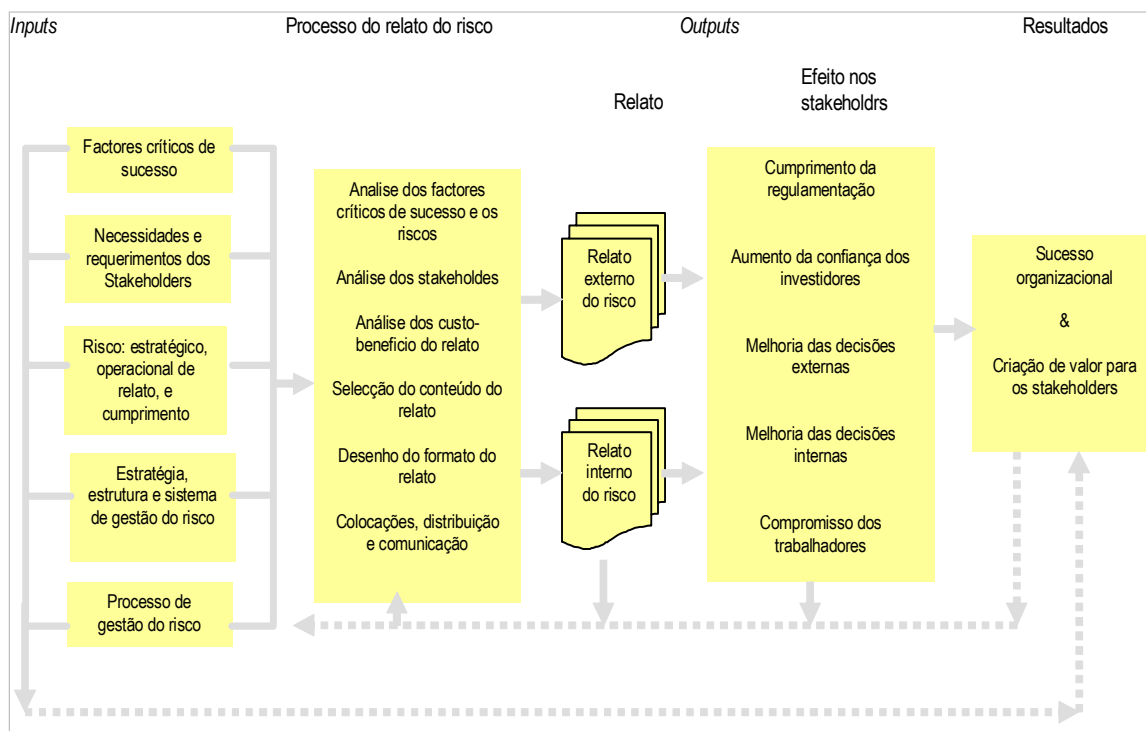 Inputs
Processo do relato do risco
Outputs
Resultados
Relato
Efeito nos
stakeholdrs
Factores críticos de
sucesso
Necessidades e
requerimentos dos
Stakeholders
Risco: estratégico,
operacional de
relato, e
cumprimento
Estratégia,
estrutura e sistema
de gestão do risco
Processo de
gestão do risco
Analise dos factores
críticos de sucesso e os
riscos
Análise dos stakeholdes
Análise dos custo-
beneficio do relato
Selecção do conteúdo do
relato
Desenho do formato do
relato
Colocações, distribuição
e comunicação
Relato
externo do
risco
Relato
interno do
risco
Cumprimento da
regulamentação
Aumento da confiança dos
investidores
Melhoria das decisões
externas
Melhoria das decisões
internas
Compromisso dos
trabalhadores
Sucesso
organizacional
&
Criação de valor para
os stakeholders